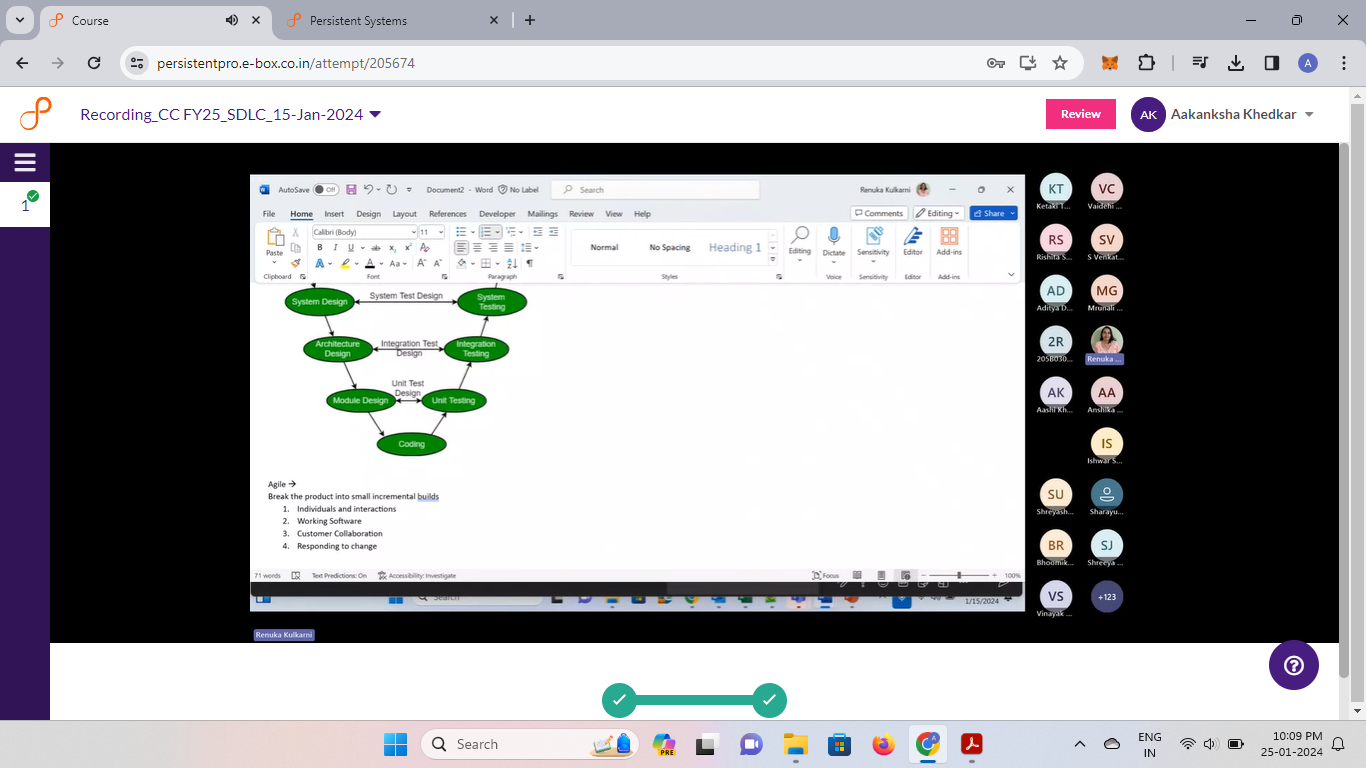 Course
Persistent Systems
persistentpro.e-box.co.in/attempt/205674
A
Recording_CC FY25_SDLC_15-Jan-2024
Review
AK
Aakanksha Khedkar
1
AutoSave
Off
Document2 - Word
No Label
Search
Renuka Kulkarni
File
Home
Insert
Design
Layout
References
Developer
Mailings
Review
View
Help
Comments
Editing
Share
Calibri (Body)
11
Paste
Normal
No Spacing
Heading 1
Editing
Dictate
Sensitivity
Editor
Add-ins
Clipboard
Font
Paragraph
Styles
Voice
Sensitivity
Editor
Add-ins
System Design
System Test Design
System
Testing
Architecture
Design
Integration Test
Design
Integration
Testing
Module Design
Unit Test
Design
Unit Testing
Coding
Agile →
Break the product into small incremental builds
1. Individuals and interactions
2. Working Software
3. Customer Collaboration
4. Responding to change
71 words
Text Predictions: On
Accessibility: Investigate
Focus
100%
Search
1/15/2024
Renuka Kulkarni
KT
Ketaki T...
VC
Vaidehi ...
RS
Rishita S...
SV
S Venkat...
AD
Aditya D...
MG
Mrunali ...
2R
205B030...
Renuka ...
AK
Aashi Kh...
AA
Anshika ...
IS
Ishwar S...
SU
Shreyash...
Sharayu...
BR
Bhoomik...
SJ
Shreeya ...
VS
Vinayak ...
+123
Search
PRE
ENG
IN
10:09 PM
25-01-2024